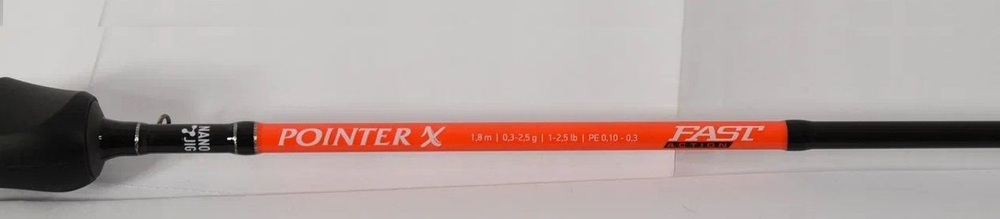 NANO
JIG
POINTER X
1,8 m | 0,3-2,5 g | 1-2,5 lb | PE 0,10 - 0,3
FAST
ACTION